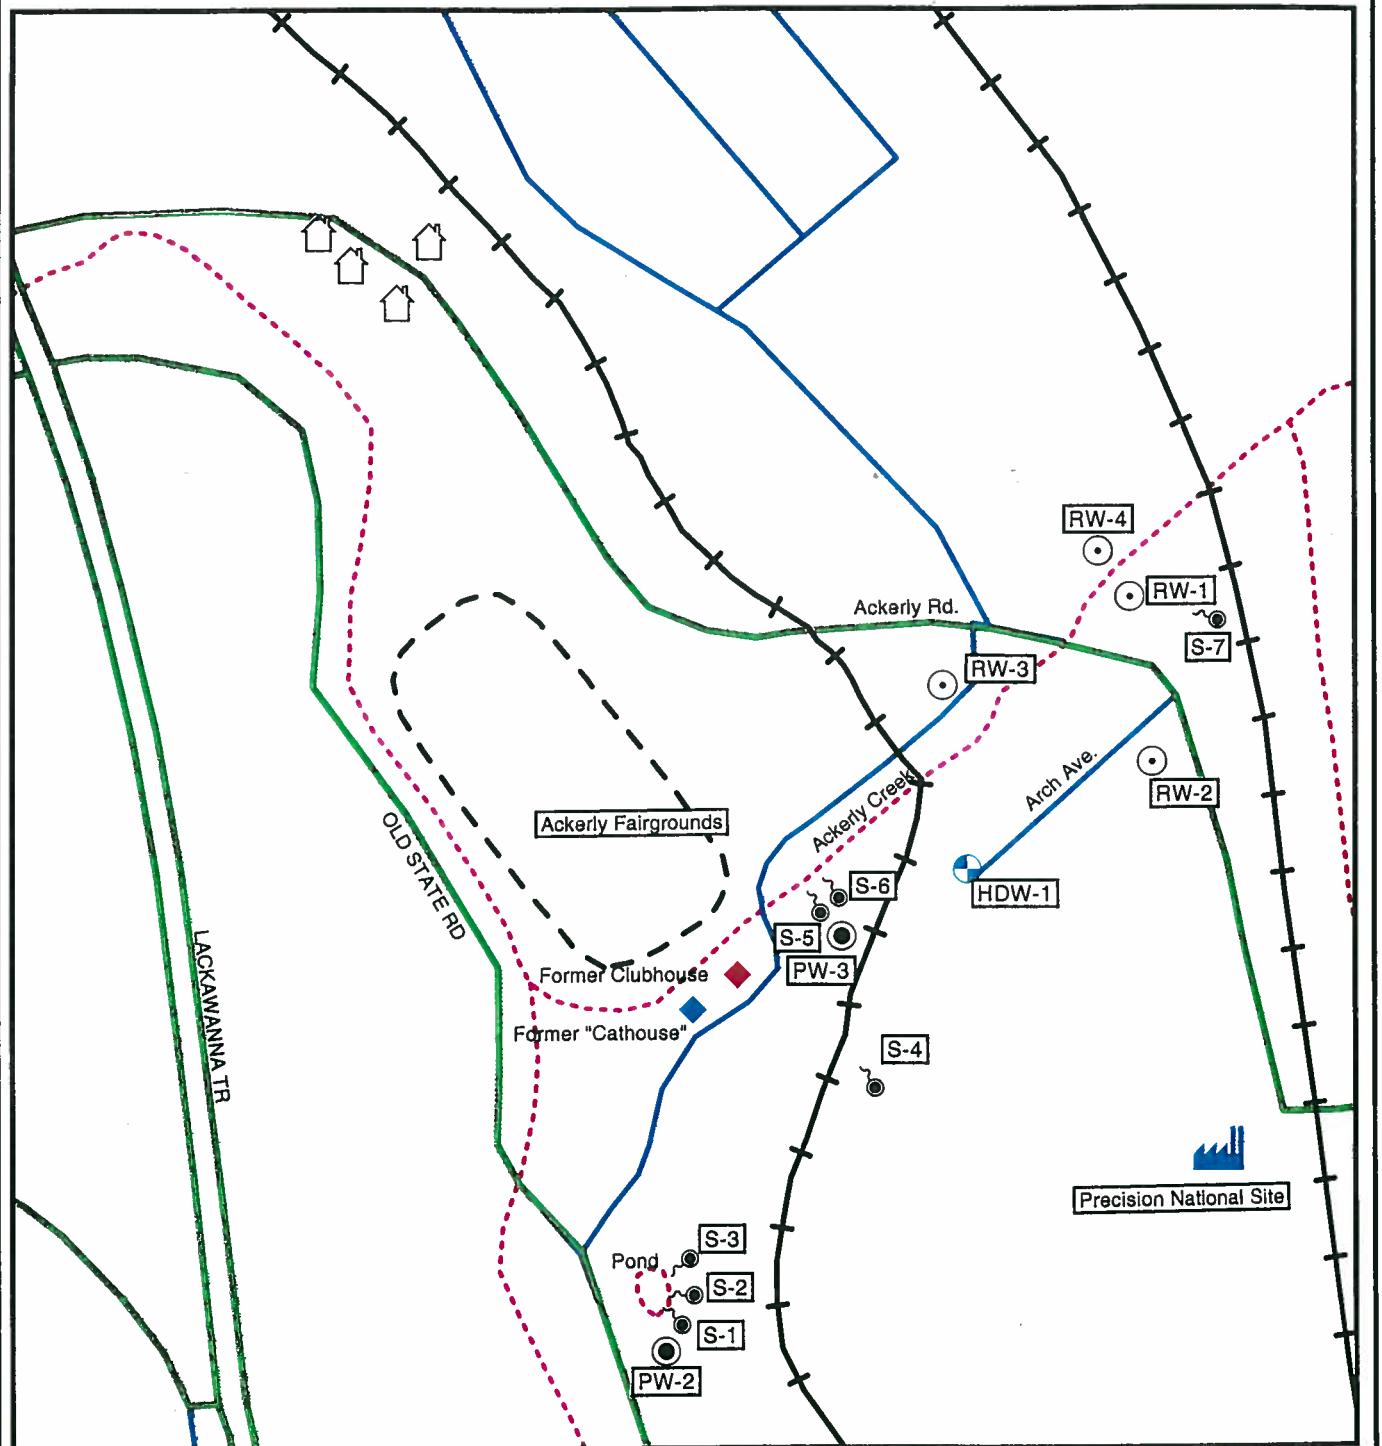 RW-4
RW-1
S-7
Ackerly Rd.
RW-3
Arch Ave.
RW-2
Ackerly Creek
Ackerly Fairgrounds
OLD STATE RD
S-6
HDW-1
S-5
PW-3
Former Clubhouse
Former "Cathouse"
LACKAWANNA TR
S-4
Precision National Site
S-3
Pond
S-2
S-1
PW-2